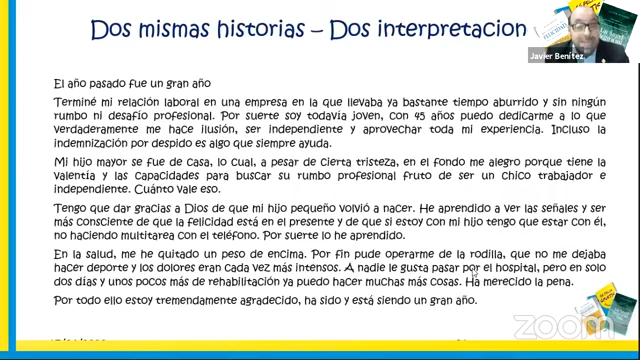 Dos mismas historias – Dos interpretacion
Javier Benítez
El año pasado fue un gran año
Terminé mi relación laboral en una empresa en la que llevaba ya bastante tiempo aburrido y sin ningún
rumbo ni desafío profesional. Por suerte soy todavía joven, con 45 años puedo dedicarme a lo que
verdaderamente me hace ilusión, ser independiente y aprovechar toda mi experiencia. Incluso la
indemnización por despido es algo que siempre ayuda.
Mi hijo mayor se fue de casa, lo cual, a pesar de cierta tristeza, en el fondo me alegro porque tiene la
valentía y las capacidades para buscar su rumbo profesional fruto de ser un chico trabajador e
independiente. Cuánto vale eso.
Tengo que dar gracias a Dios de que mi hijo pequeño volvió a nacer. He aprendido a ver las señales y ser
más consciente de que la felicidad está en el presente y de que si estoy con mi hijo tengo que estar con él,
no haciendo multitarea con el teléfono. Por suerte lo he aprendido.
En la salud, me he quitado un peso de encima. Por fin pude operarme de la rodilla, que no me dejaba
hacer deporte y los dolores eran cada vez más intensos. A nadie le gusta pasar por el hospital, pero en solo
dos días y unos pocos más de rehabilitación ya puedo hacer muchas más cosas. Ha merecido la pena.
Por todo ello estoy tremendamente agradecido, ha sido y está siendo un gran año.
zoom